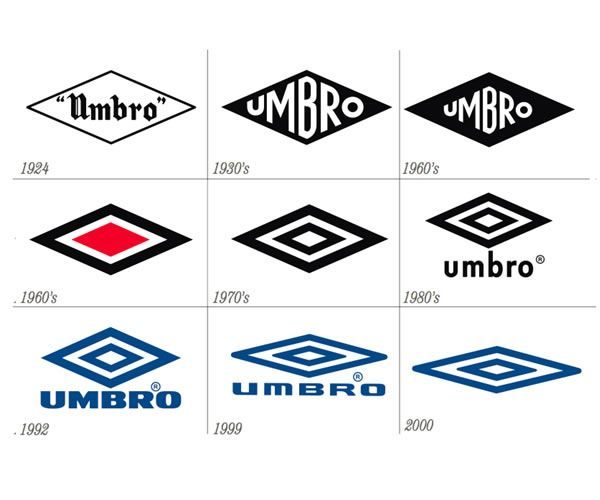 “Umbro”
1924
UMBRO
1930's
UMBRO
1960's
. 1960's
1970's
umbro®
1980's
UMBRO®
. 1992
UMBRO®
1999
2000